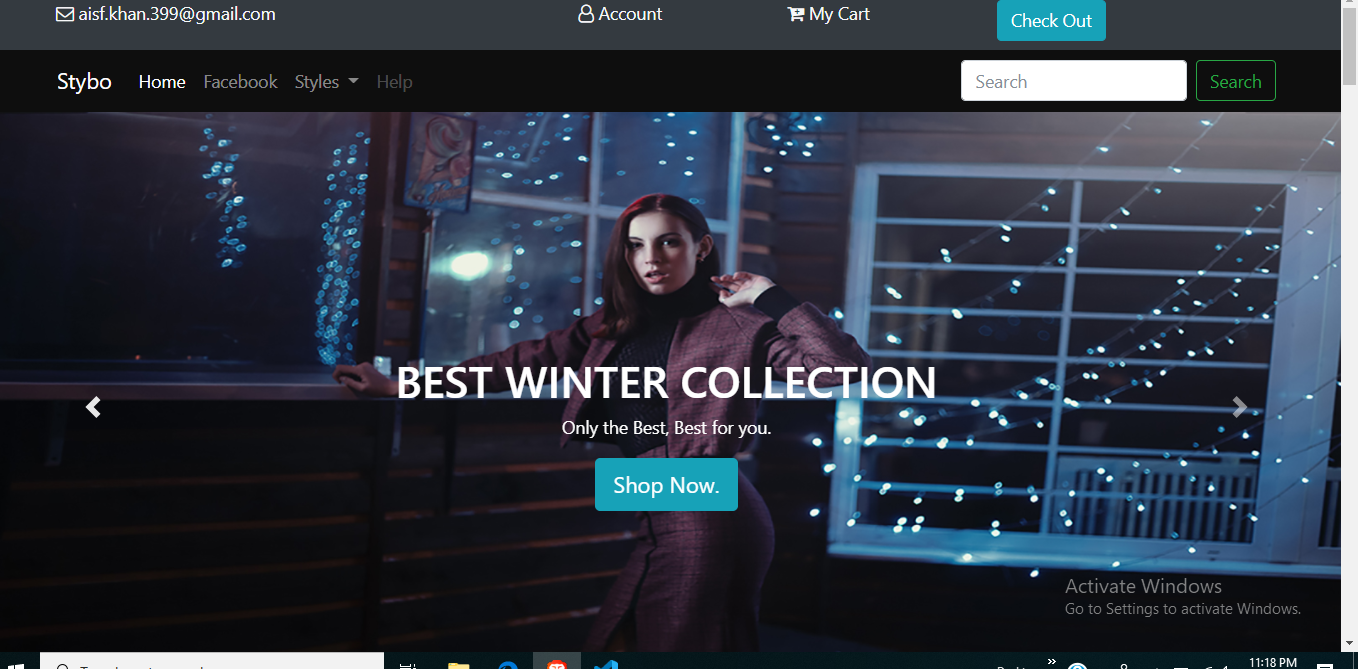 aisf.khan.399@gmail.com Account My Cart Check Out
Stybo Home Facebook Styles Help Search Search
BEST WINTER COLLECTION
Only the Best, Best for you.
Shop Now.
Activate Windows
Go to Settings to activate Windows.
11:18 PM